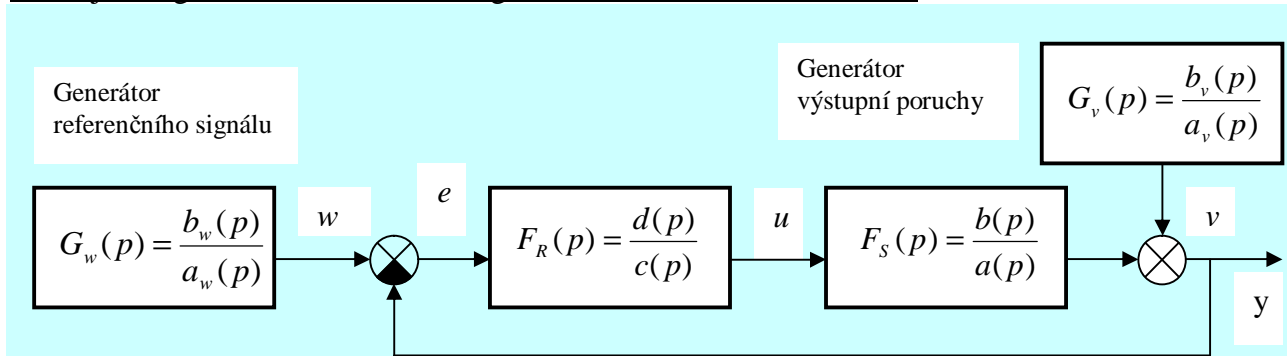 Generátor
referenčního signálu
Generátor
výstupní poruchy
G_v(p) = b_v(p) / a_v(p)
G_w(p) = b_w(p) / a_w(p)
w
e
F_R(p) = d(p) / c(p)
u
F_S(p) = b(p) / a(p)
v
y